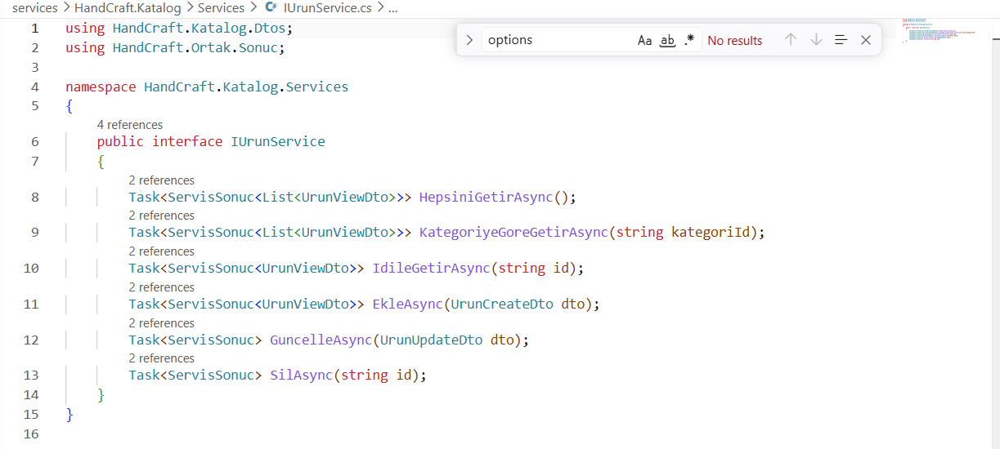 services > HandCraft.Katalog > Services > IUrunService.cs > ...
options Aa ab .* No results
1 using HandCraft.Katalog.Dtos;
2 using HandCraft.Ortak.Sonuc;
3
4 namespace HandCraft.Katalog.Services
5 {
4 references
6 public interface IUrunService
7 {
2 references
8 Task<ServisSonuc<List<UrunViewDto>>> HepsiniGetirAsync();
2 references
9 Task<ServisSonuc<List<UrunViewDto>>> KategoriyeGoreGetirAsync(string kategoriId);
2 references
10 Task<ServisSonuc<UrunViewDto>> IdileGetirAsync(string id);
2 references
11 Task<ServisSonuc<UrunViewDto>> EkleAsync(UrunCreateDto dto);
2 references
12 Task<ServisSonuc> GuncelleAsync(UrunUpdateDto dto);
2 references
13 Task<ServisSonuc> SilAsync(string id);
14 }
15 }
16